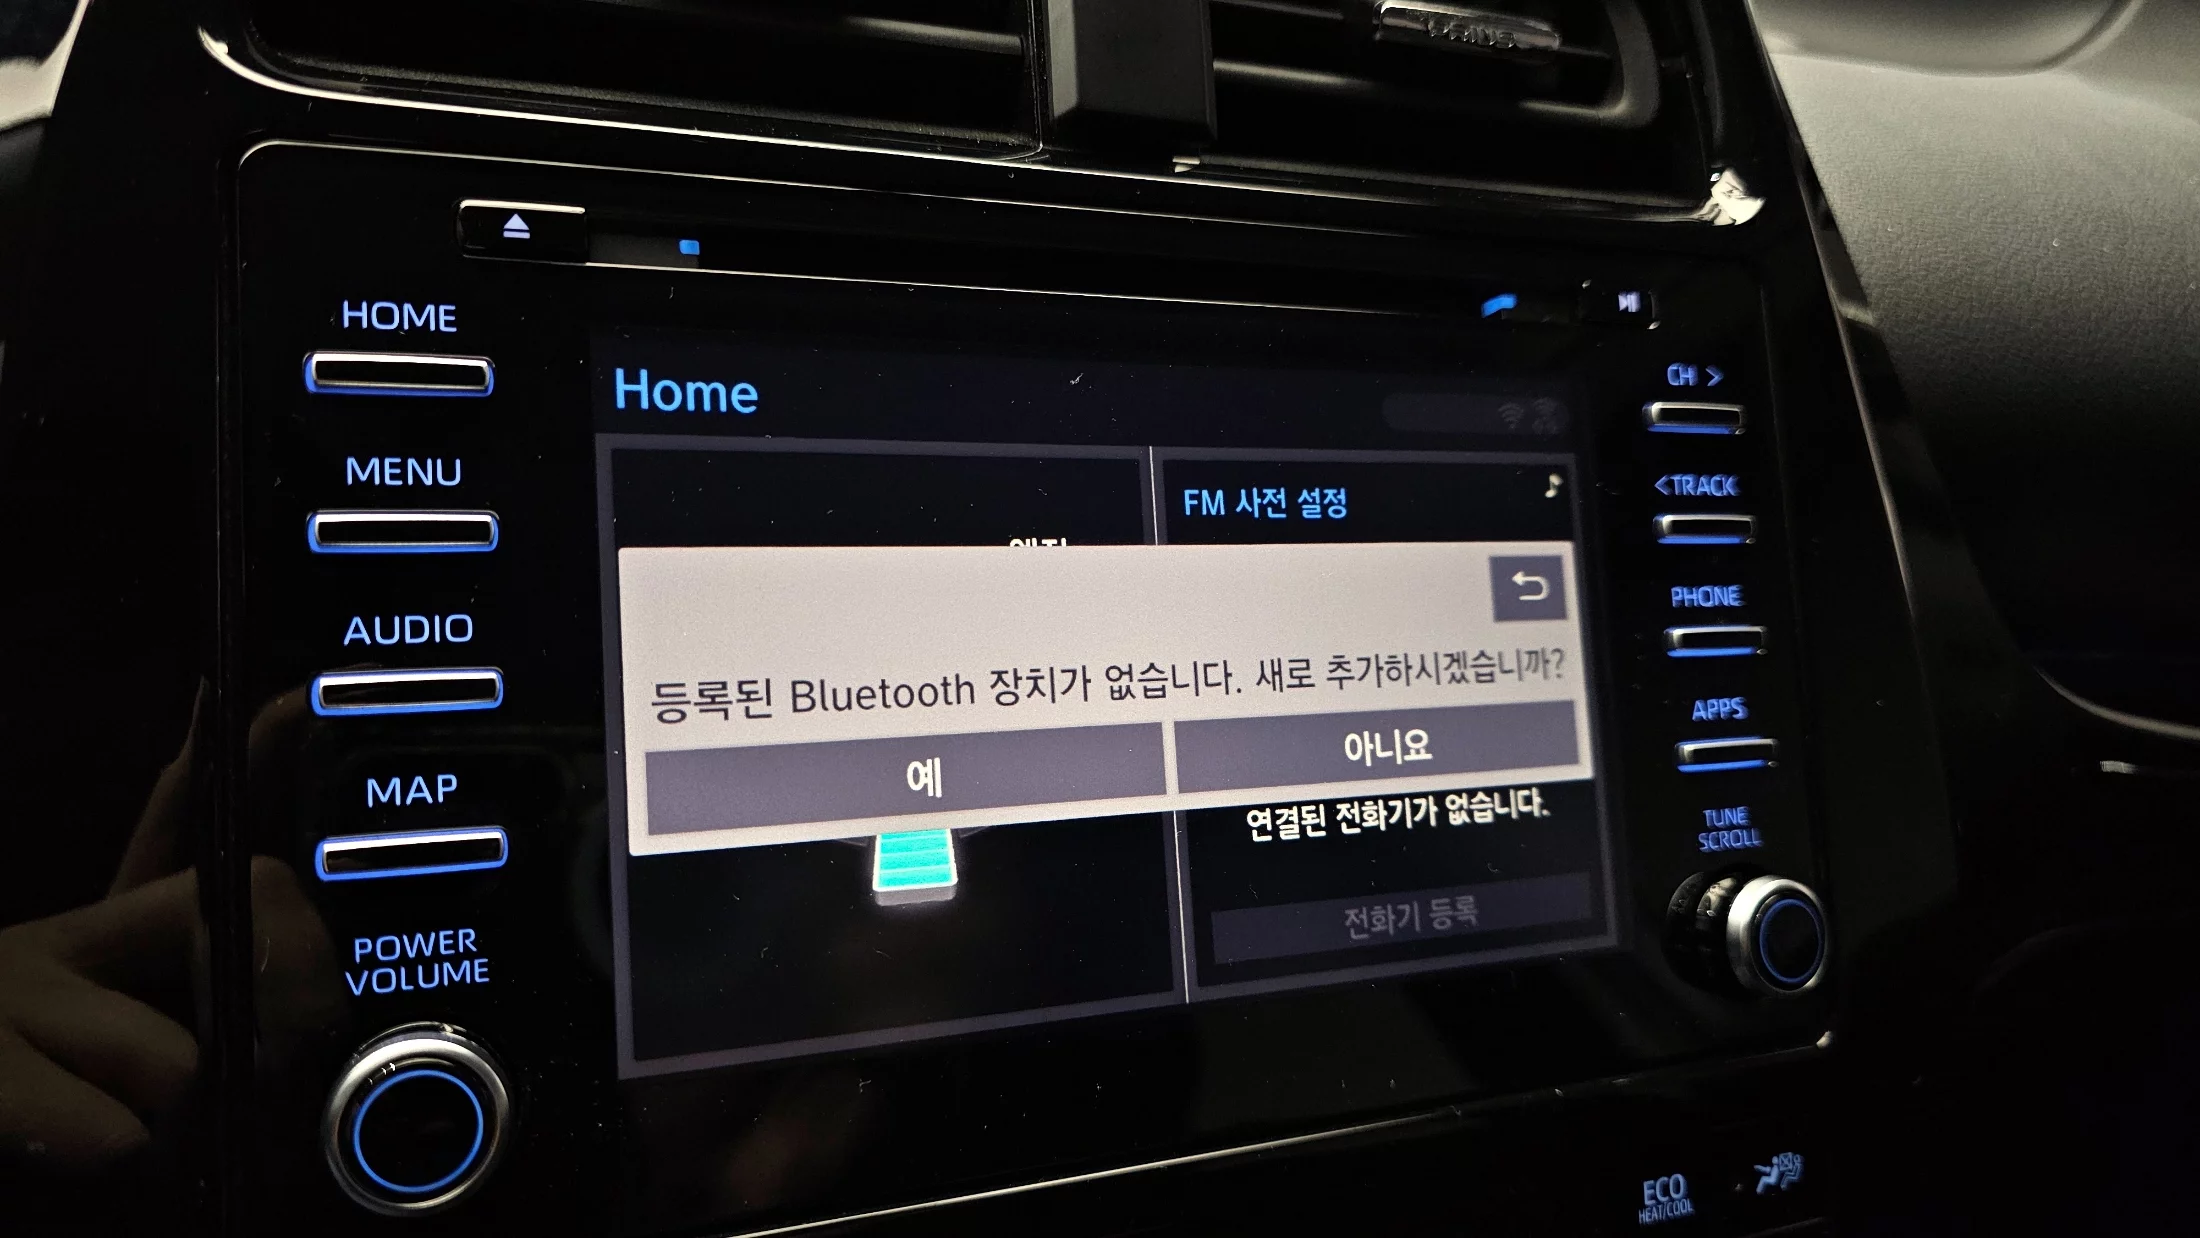 PRIUS
HOME
MENU
AUDIO
MAP
POWER
VOLUME
Home
FM 사전 설정
등록된 Bluetooth 장치가 없습니다. 새로 추가하시겠습니까?
예
아니요
연결된 전화기가 없습니다.
전화기 등록
CH >
<TRACK
PHONE
APPS
TUNE
SCROLL
ECO
HEAT/COOL